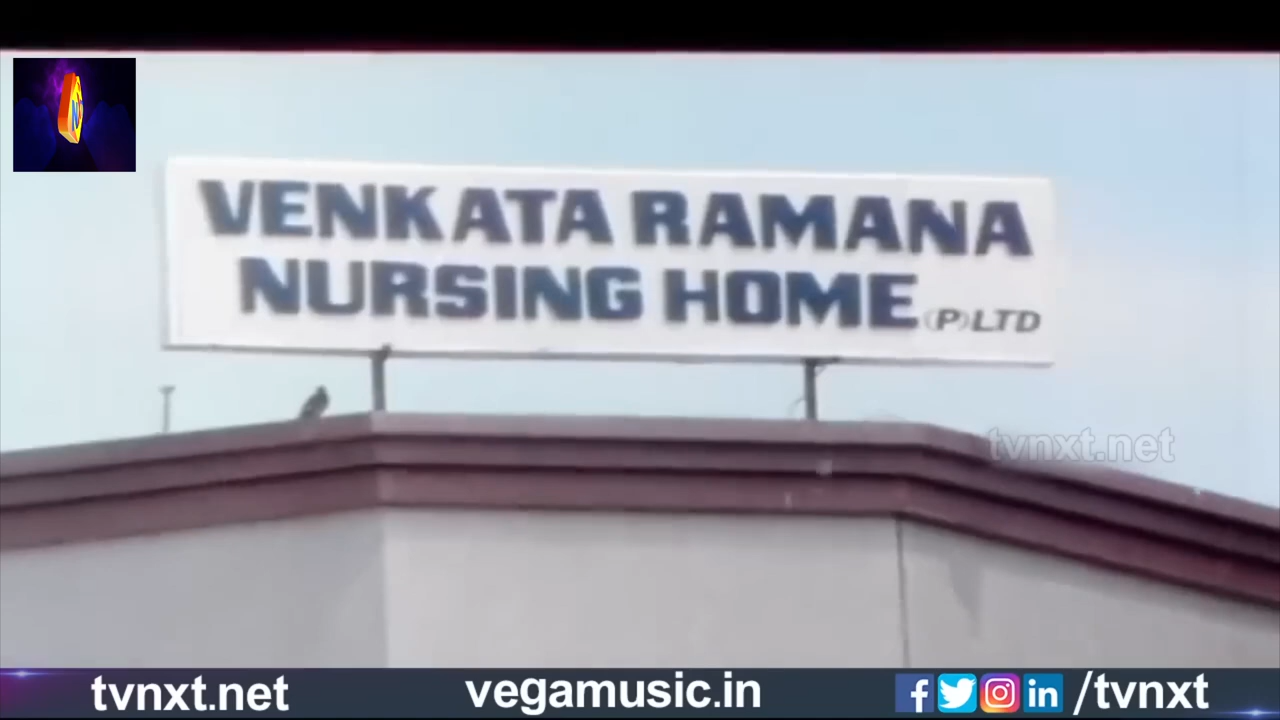 VENKATA RAMANA
NURSING HOME (P) LTD
tvnxt.net
tvnxt.net
vegamusic.in
/tvnxt